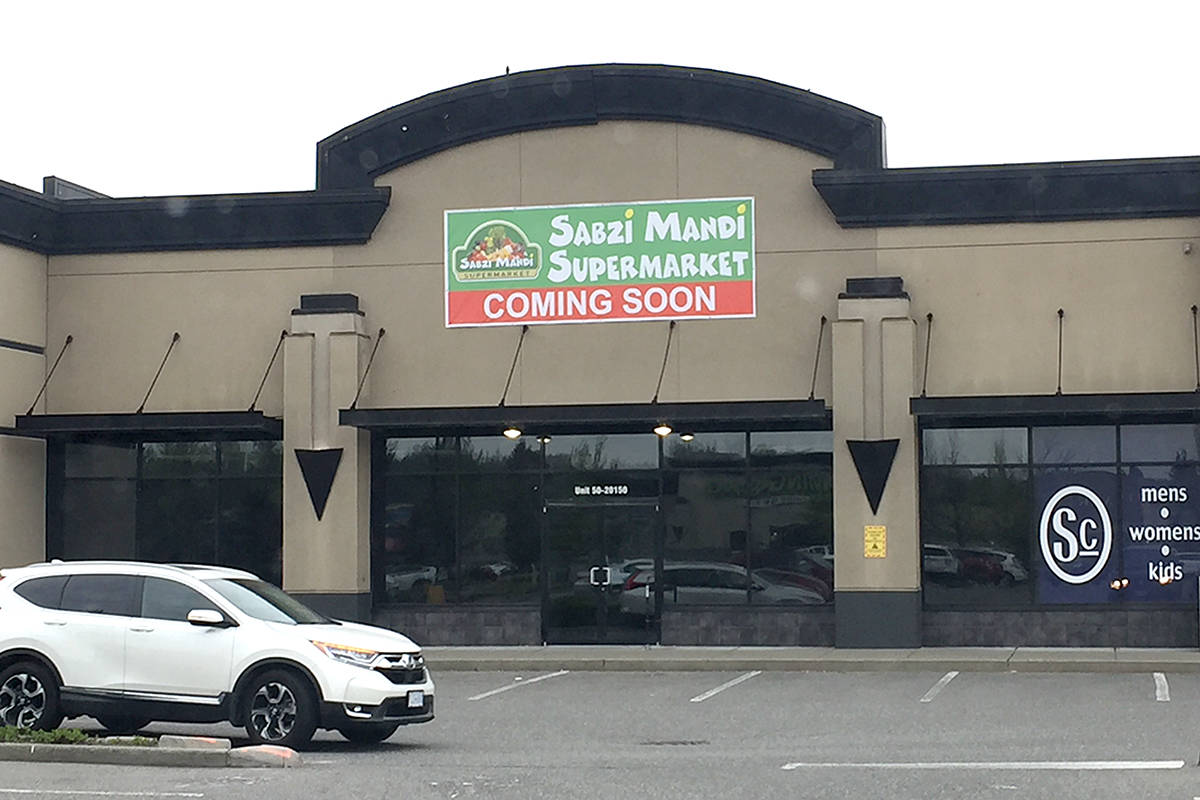 SABZI MANDI
SUPERMARKET
SABZI MANDI
SUPERMARKET
COMING SOON
Unit 50-20150
Sc
mens
womens
kids